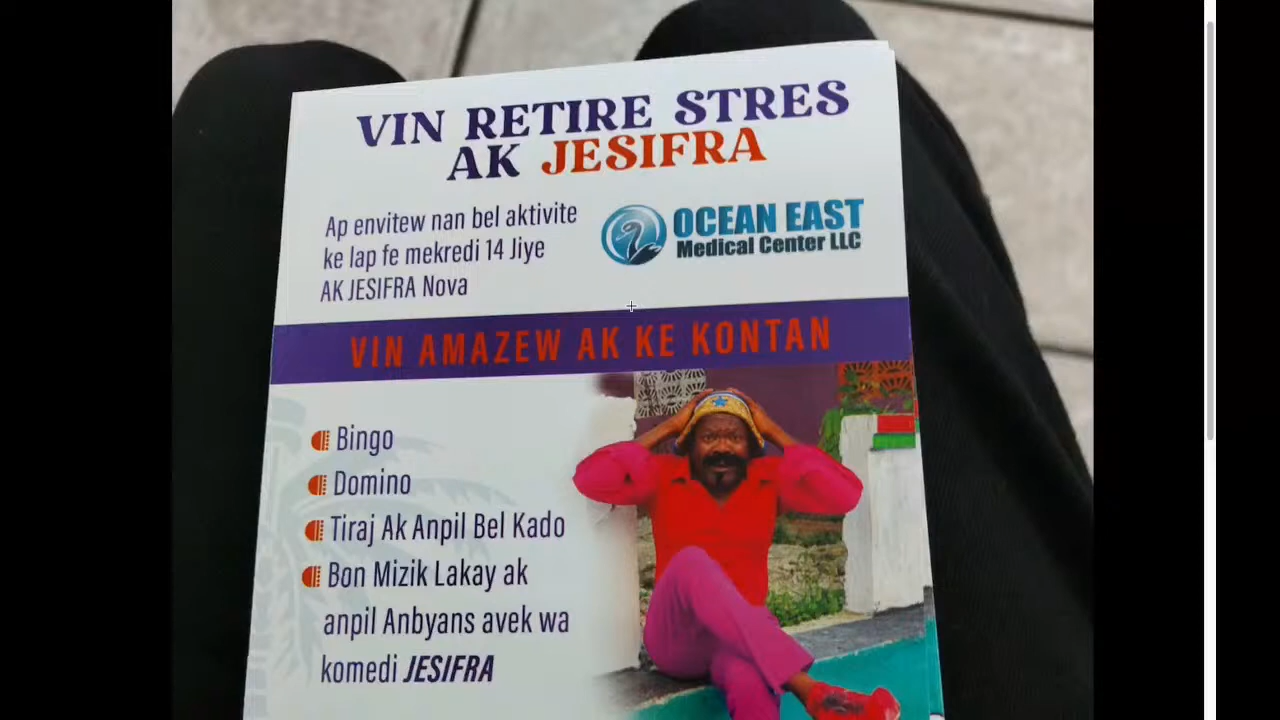 VIN RETIRE STRES
AK JESIFRA
Ap envitew nan bel aktivite
ke lap fe mekredi 14 Jiye
AK JESIFRA Nova
OCEAN EAST
Medical Center LLC
VIN AMAZEW AK KE KONTAN
Bingo
Domino
Tiraj Ak Anpil Bel Kado
Bon Mizik Lakay ak
anpil Anbyans avek wa
komedi JESIFRA